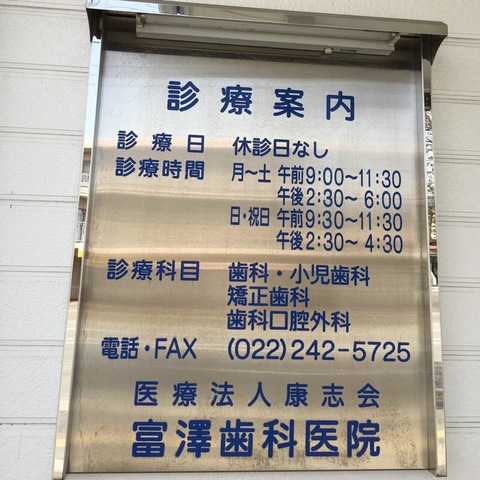 診療案内
診療日 休診日なし
診療時間 月〜土 午前9:00〜11:30
午後2:30〜6:00
日・祝日 午前9:30〜11:30
午後2:30〜4:30
診療科目 歯科・小児歯科
矯正歯科
歯科口腔外科
電話・FAX (022)242-5725
医療法人康志会
富澤歯科医院